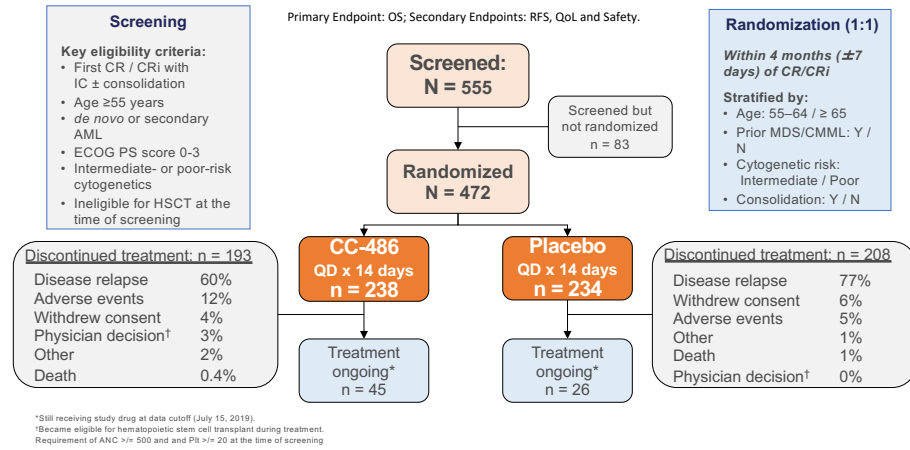 Primary Endpoint: OS; Secondary Endpoints: RFS, QoL and Safety.
Screening
Key eligibility criteria:
• First CR / CRi with
IC ± consolidation
• Age ≥55 years
• de novo or secondary
AML
• ECOG PS score 0-3
• Intermediate- or poor-risk
cytogenetics
• Ineligible for HSCT at the
time of screening
Screened:
N = 555
Screened but
not randomized
n = 83
Randomized
N = 472
Randomization (1:1)
Within 4 months (±7
days) of CR/CRi
Stratified by:
• Age: 55–64 / ≥ 65
• Prior MDS/CMML: Y /
N
• Cytogenetic risk:
Intermediate / Poor
• Consolidation: Y / N
CC-486
QD x 14 days
n = 238
Placebo
QD x 14 days
n = 234
Discontinued treatment: n = 193
Disease relapse 60%
Adverse events 12%
Withdrew consent 4%
Physician decision† 3%
Other 2%
Death 0.4%
Treatment
ongoing*
n = 45
Treatment
ongoing*
n = 26
Discontinued treatment: n = 208
Disease relapse 77%
Withdrew consent 6%
Adverse events 5%
Other 1%
Death 1%
Physician decision† 0%
*Still receiving study drug at data cutoff (July 15, 2019).
†Became eligible for hematopoietic stem cell transplant during treatment.
Requirement of ANC >/= 500 and and Plt >/= 20 at the time of screening